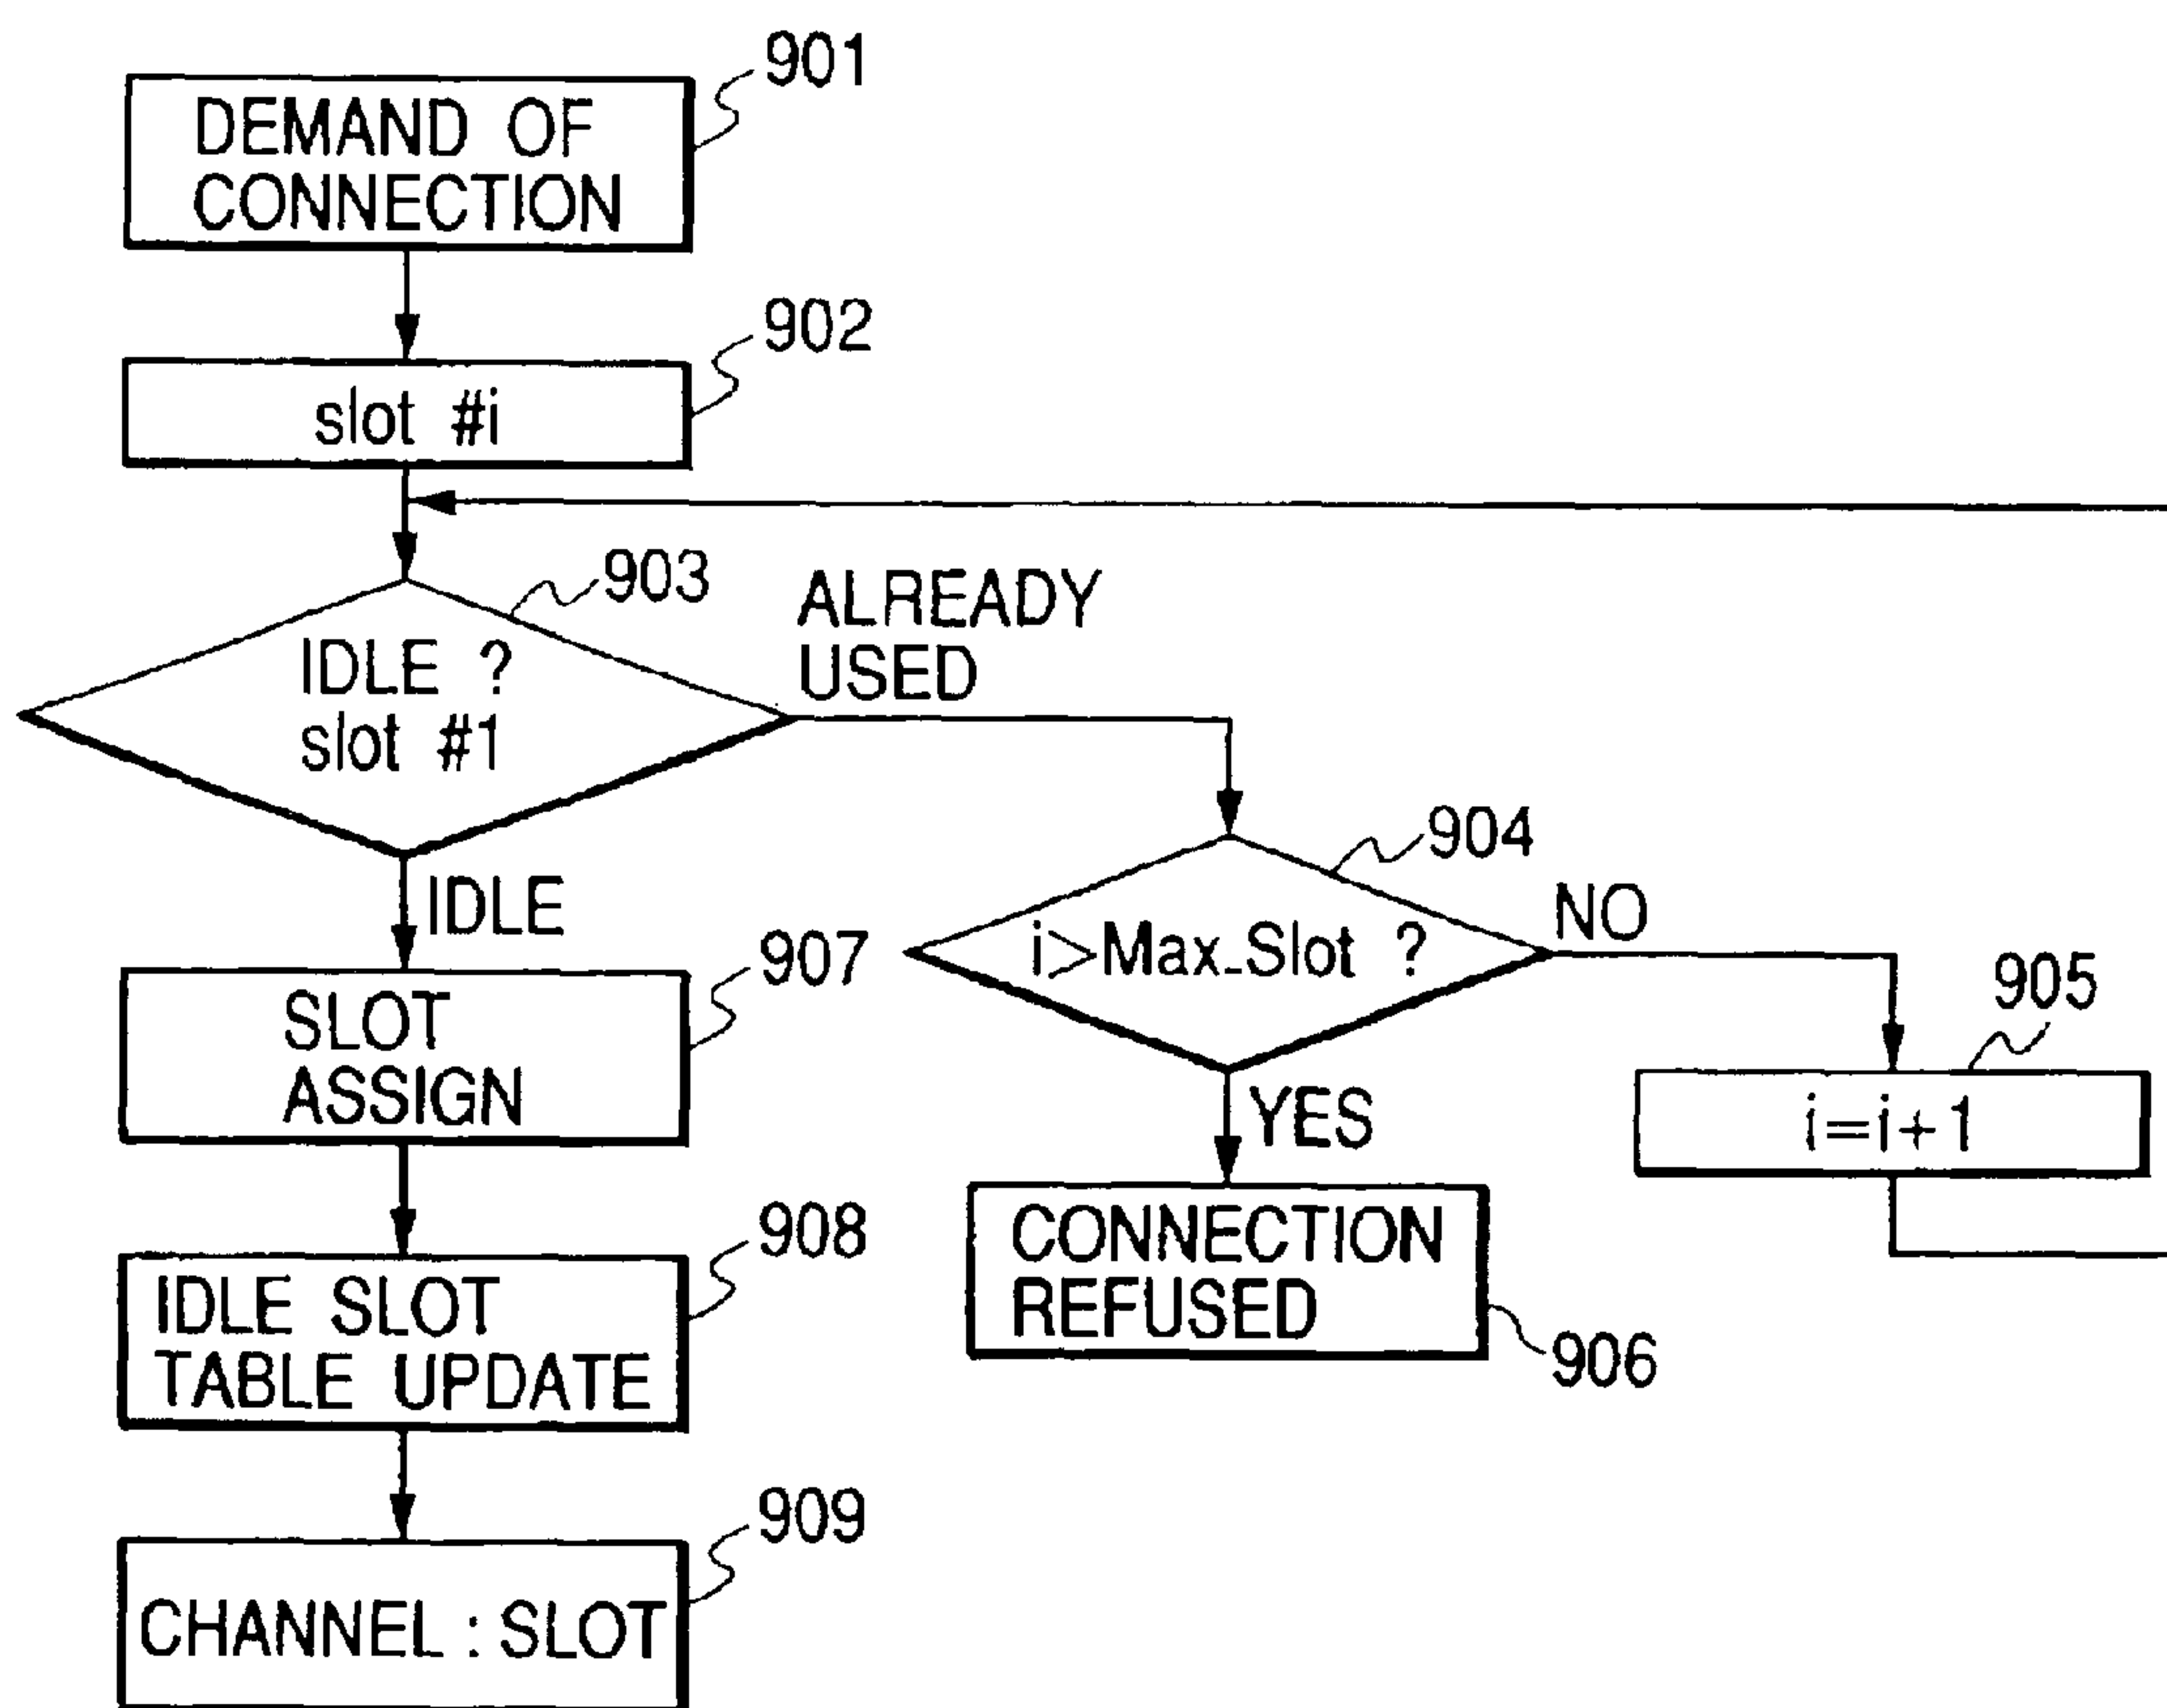 901
DEMAND OF
CONNECTION
902
slot #i
903
IDLE ?
slot #1
ALREADY
USED
IDLE
904
i>Max_Slot ?
NO
YES
905
i=i+1
CONNECTION
REFUSED
906
907
SLOT
ASSIGN
908
IDLE SLOT
TABLE UPDATE
909
CHANNEL : SLOT